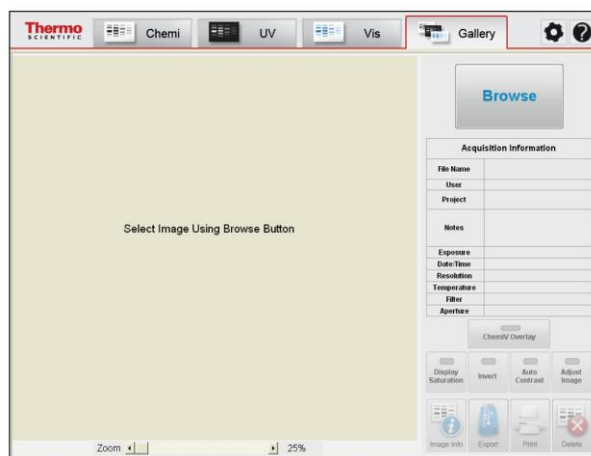 Thermo
SCIENTIFIC
Chemi
UV
Vis
Gallery
?
Browse
Select Image Using Browse Button
Acquisition Information
File Name
User
Project
Notes
Exposure
Date/Time
Resolution
Temperature
Filter
Aperture
ChemiV Overlay
Display
Saturation
Invert
Auto
Contrast
Adjust
Image
Image Info
Export
Print
Delete
Zoom
25%